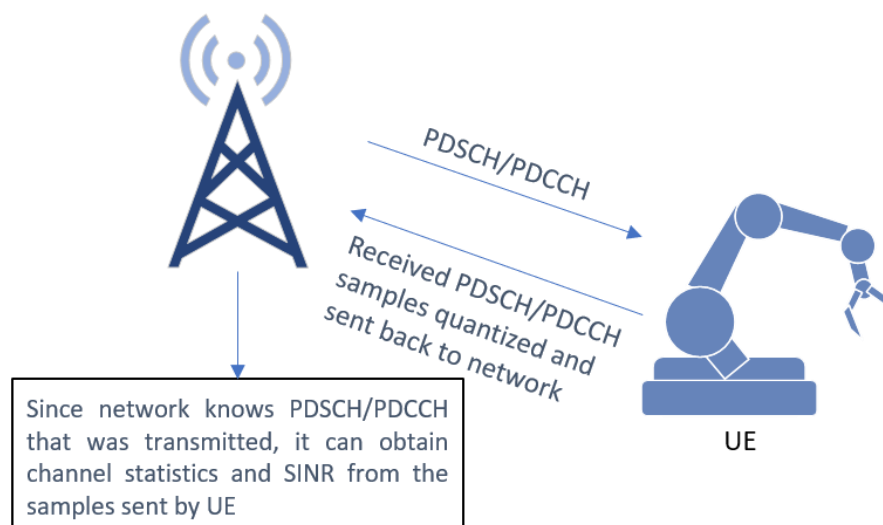 PDSCH/PDCCH
Received PDSCH/PDCCH
samples quantized and
sent back to network
Since network knows PDSCH/PDCCH
that was transmitted, it can obtain
channel statistics and SINR from the
samples sent by UE
UE